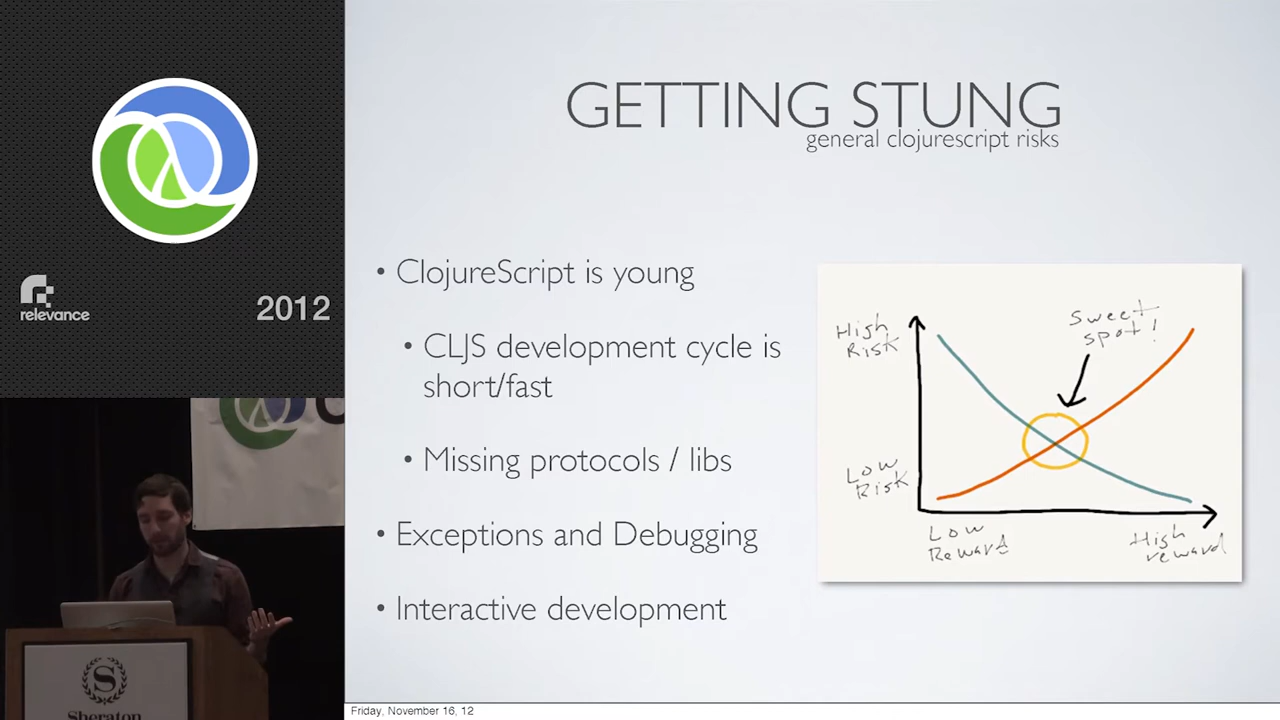 GETTING STUNG
general clojurescript risks
relevance
2012
• ClojureScript is young
• CLJS development cycle is
short/fast
• Missing protocols / libs
• Exceptions and Debugging
• Interactive development
High
Risk
Sweet
spot!
Low
Risk
Low
Reward
High
reward
S
Sheraton
Friday, November 16, 12